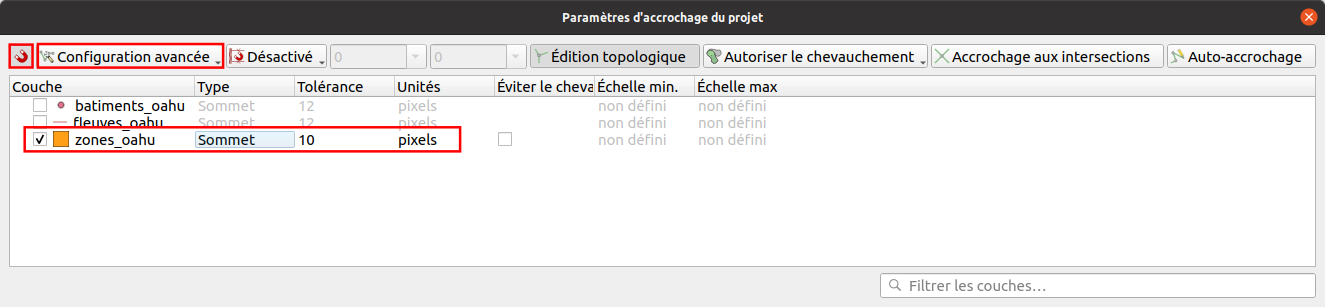 Paramètres d'accrochage du projet
Configuration avancée Désactivé 0 0 Édition topologique Autoriser le chevauchement Accrochage aux intersections Auto-accrochage
Couche Type Tolérance Unités Éviter le cheva Échelle min. Échelle max
batiments_oahu Sommet 12 pixels non défini non défini
fleuves_oahu Sommet 12 pixels non défini non défini
zones_oahu Sommet 10 pixels non défini non défini
Filtrer les couches…